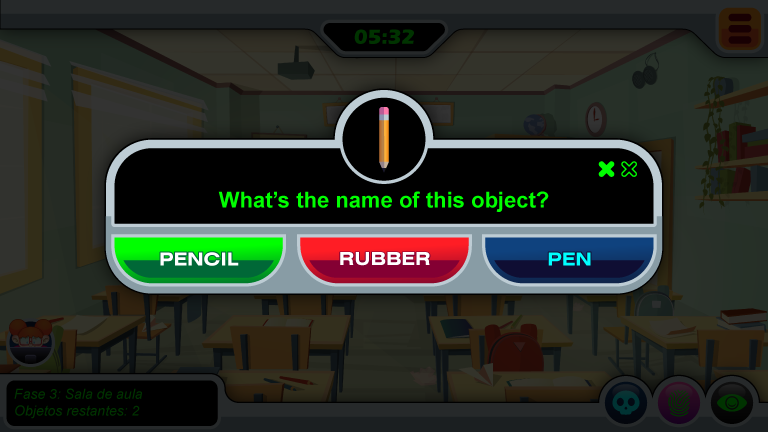 05:32
What's the name of this object?
PENCIL
RUBBER
PEN
Fase 3: Sala de aula
Objetos restantes: 2